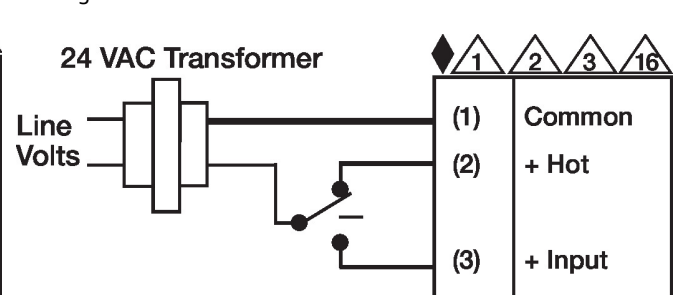 24 VAC Transformer
1 2 3 16
Line
Volts
(1) Common
(2) + Hot
(3) + Input